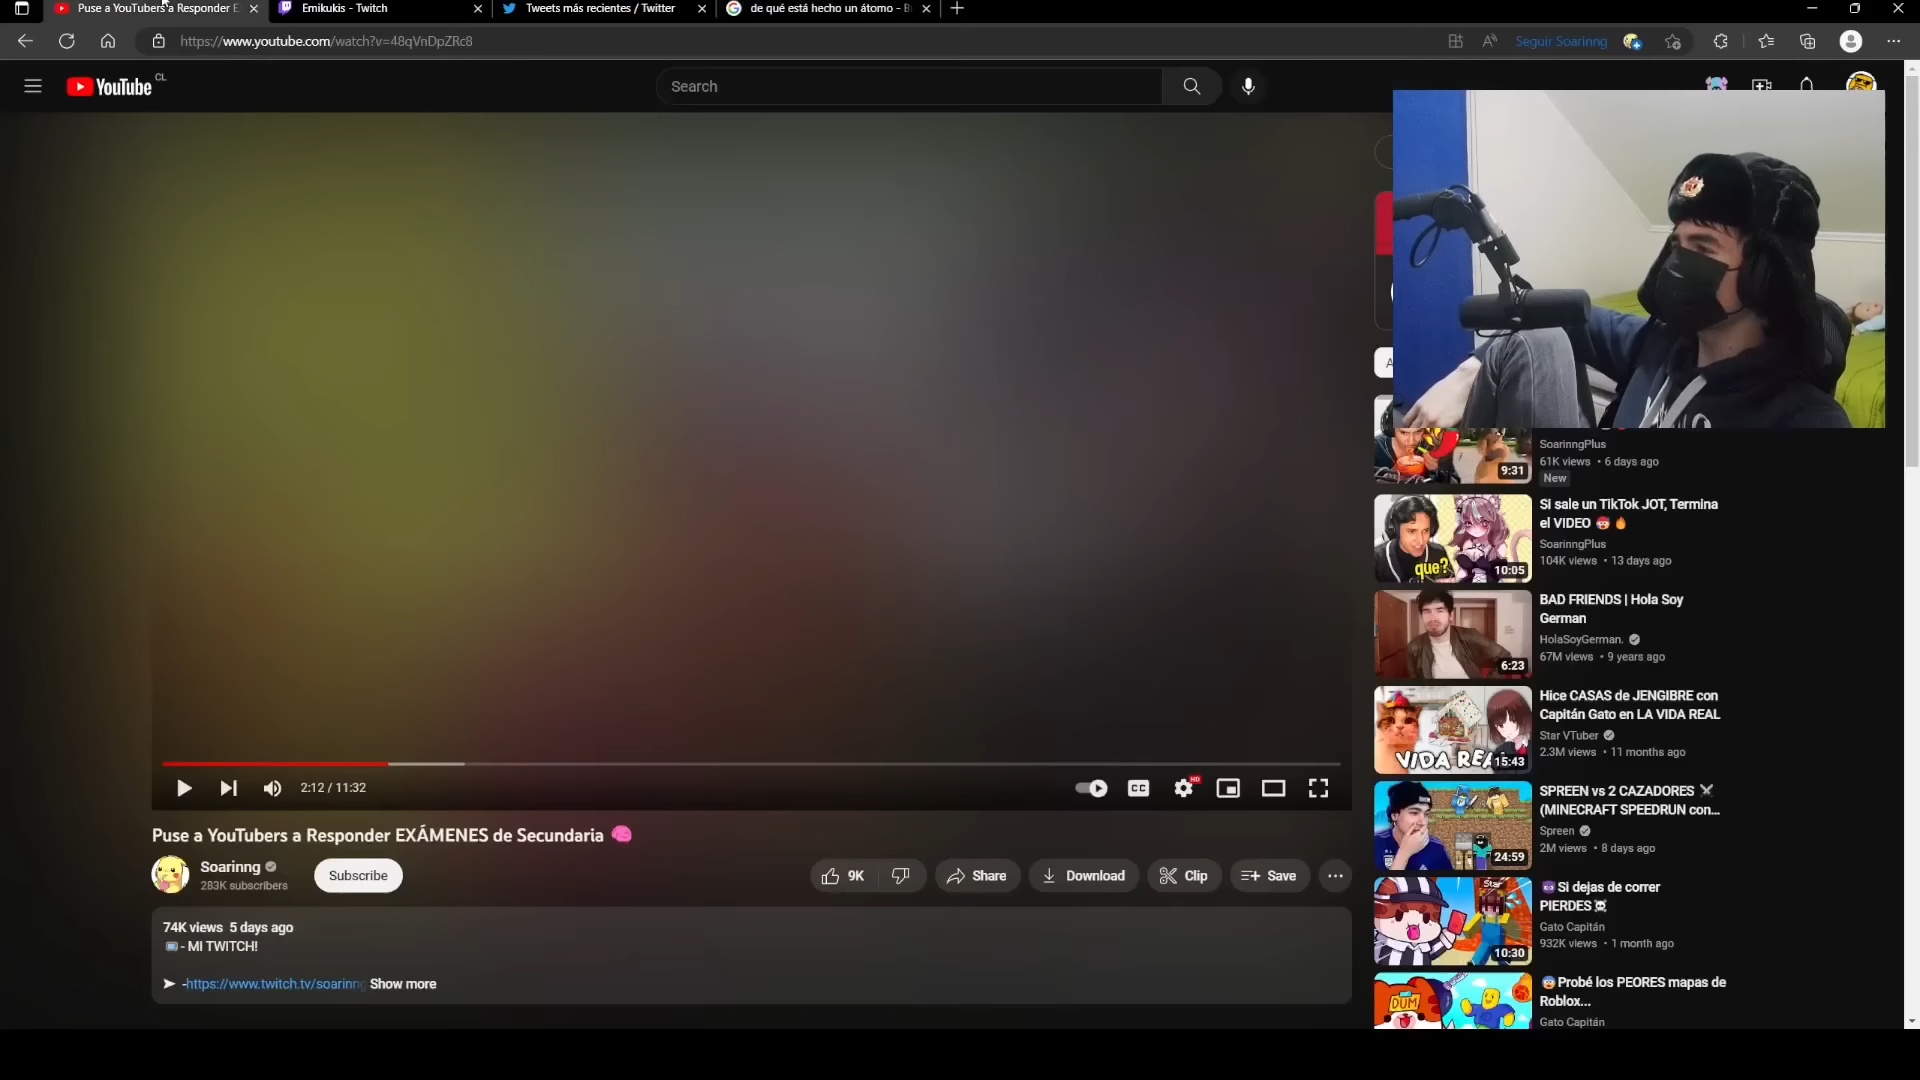 Puse a YouTubers a Responder E
Emikukis - Twitch
Tweets más recientes / Twitter
de qué está hecho un átomo - B
https://www.youtube.com/watch?v=48qVnDpZRc8
Seguir Soarinng
YouTube CL
Search
SoarinngPlus
61K views • 6 days ago
New
9:31
Si sale un TikTok JOT, Termina
el VIDEO
SoarinngPlus
104K views • 13 days ago
que?
10:05
BAD FRIENDS | Hola Soy
German
HolaSoyGerman.
67M views • 9 years ago
6:23
Hice CASAS de JENGIBRE con
Capitán Gato en LA VIDA REAL
Star VTuber
2.3M views • 11 months ago
VIDA REA
15:43
SPREEN vs 2 CAZADORES
(MINECRAFT SPEEDRUN con...
Spreen
2M views • 8 days ago
24:59
Si dejas de correr
PIERDES
Gato Capitán
932K views • 1 month ago
Star
10:30
Probé los PEORES mapas de
Roblox...
Gato Capitán
DUM
2:12 / 11:32
CC
HD
Puse a YouTubers a Responder EXÁMENES de Secundaria
Soarinng
283K subscribers
Subscribe
9K
Share
Download
Clip
Save
74K views 5 days ago
- MI TWITCH!
-https://www.twitch.tv/soarinn
Show more